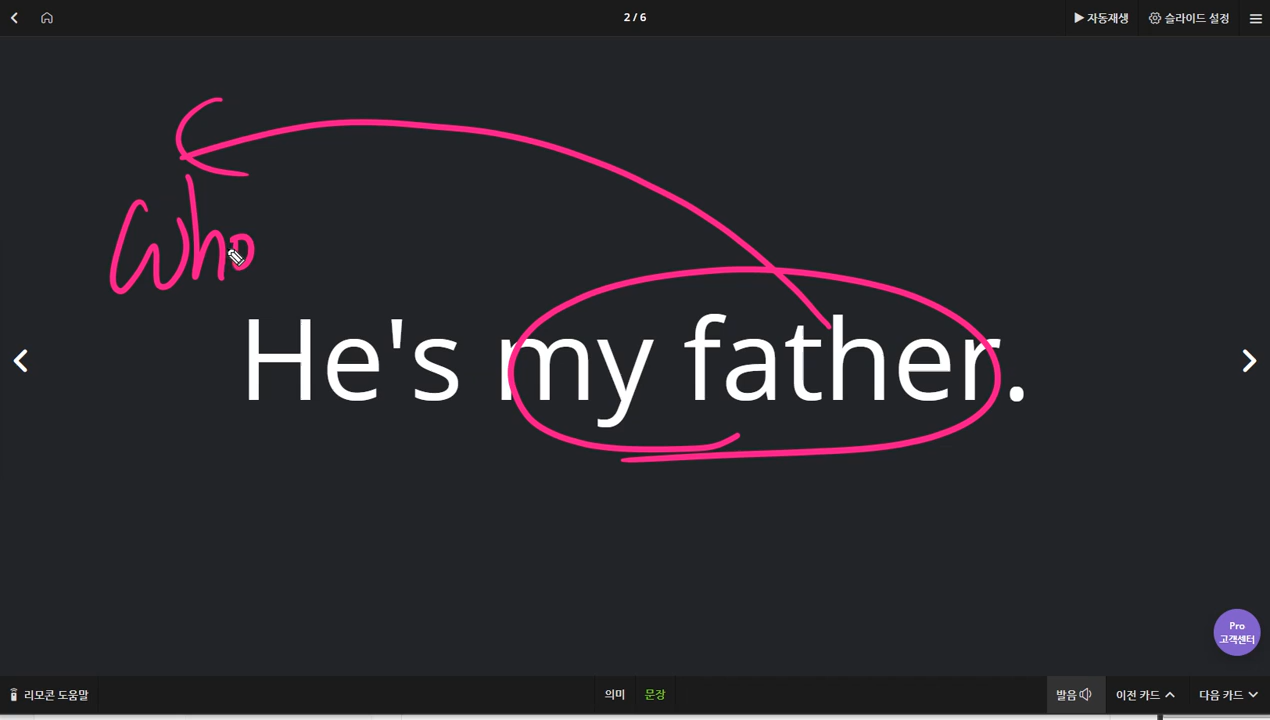 2 / 6
자동재생
슬라이드 설정
Who
He's my father.
Pro
고객센터
리모콘 도움말
의미
문장
발음
이전 카드
다음 카드